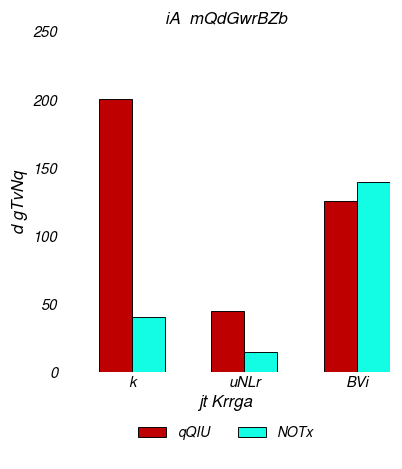 iA  mQdGwrBZb
250
200
150
100
50
0
d gTvNq
k uNLr BVi
jt Krrga
qQIU NOTx